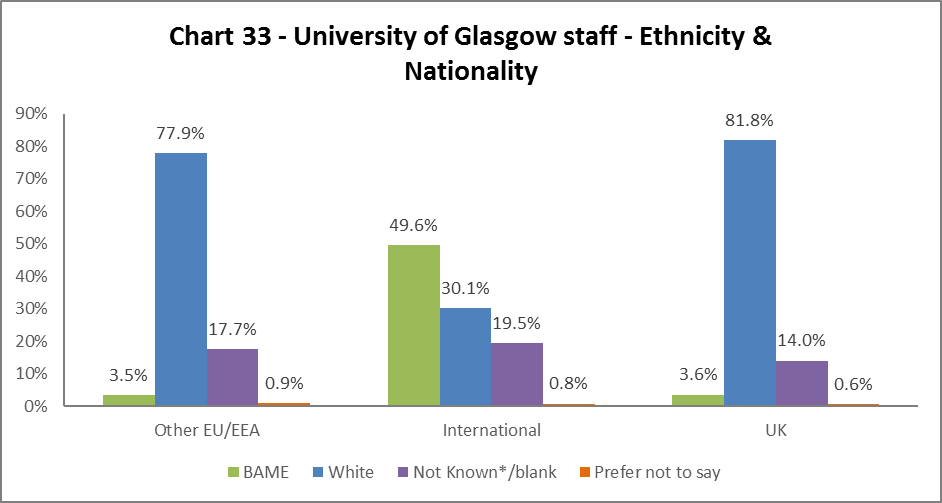 Chart 33 - University of Glasgow staff - Ethnicity &
Nationality
90%
80%
70%
60%
50%
40%
30%
20%
10%
0%
3.5%
77.9%
17.7%
0.9%
49.6%
30.1%
19.5%
0.8%
3.6%
81.8%
14.0%
0.6%
Other EU/EEA
International
UK
BAME
White
Not Known*/blank
Prefer not to say